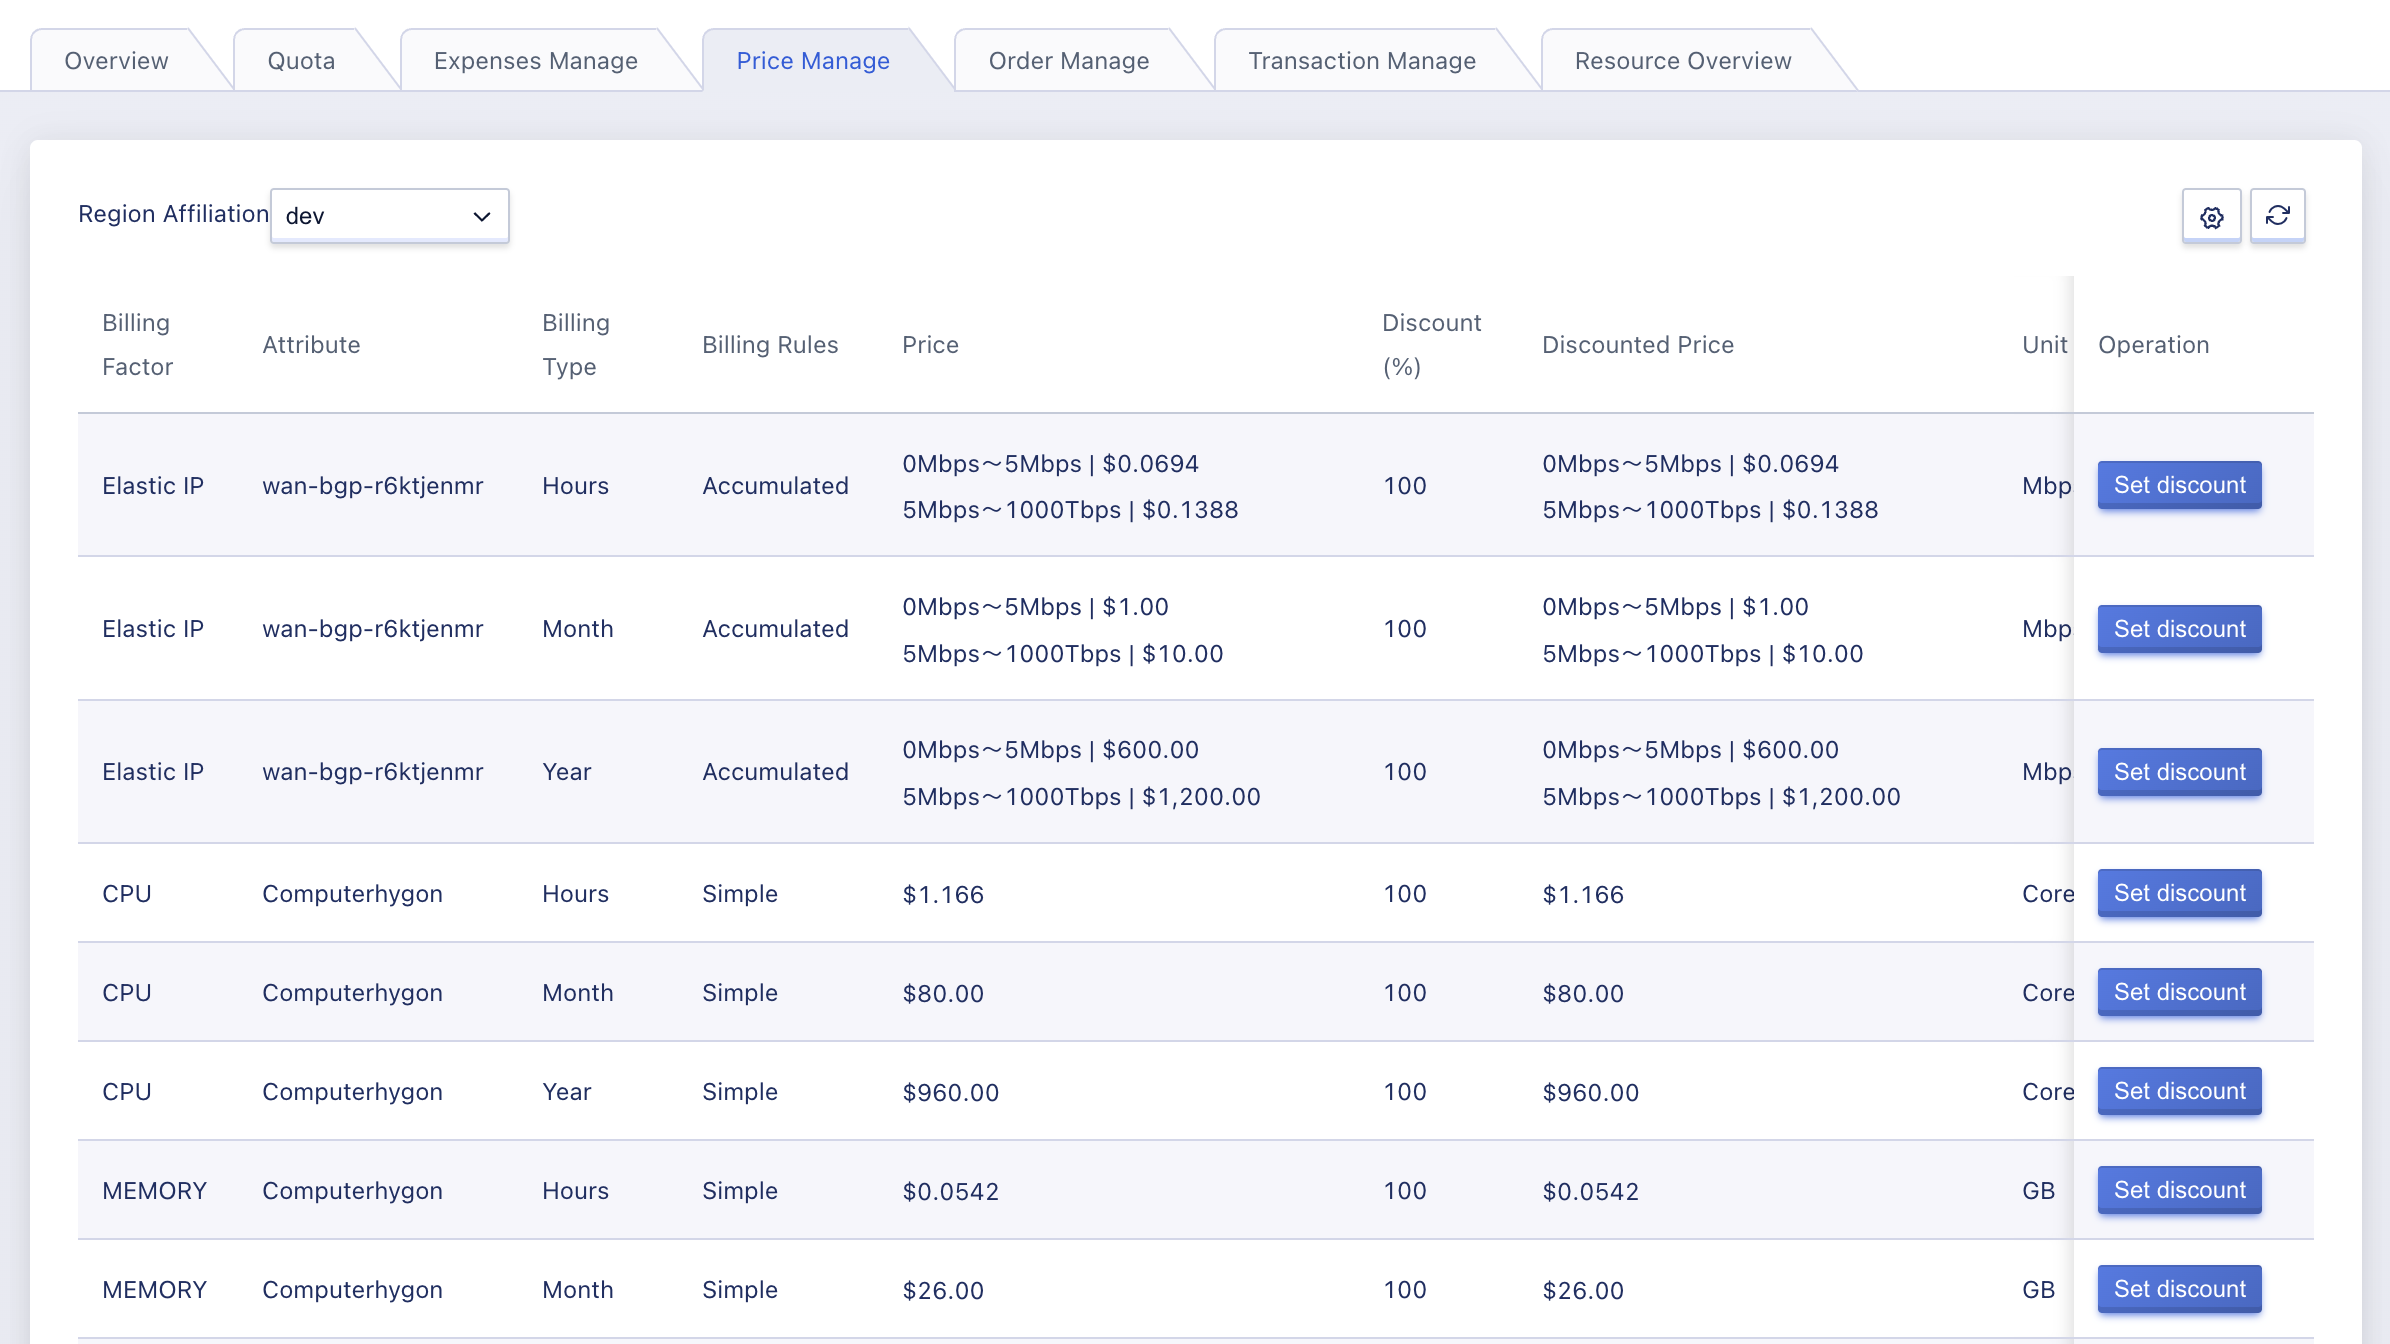 Overview Quota Expenses Manage Price Manage Order Manage Transaction Manage Resource Overview
Region Affiliation dev
Billing Factor Attribute Billing Type Billing Rules Price Discount (%) Discounted Price Unit Operation
Elastic IP wan-bgp-r6ktjenmr Hours Accumulated 0Mbps～5Mbps | $0.0694 100 0Mbps～5Mbps | $0.0694 Mbp Set discount
5Mbps～1000Tbps | $0.1388 5Mbps～1000Tbps | $0.1388
Elastic IP wan-bgp-r6ktjenmr Month Accumulated 0Mbps～5Mbps | $1.00 100 0Mbps～5Mbps | $1.00 Mbp Set discount
5Mbps～1000Tbps | $10.00 5Mbps～1000Tbps | $10.00
Elastic IP wan-bgp-r6ktjenmr Year Accumulated 0Mbps～5Mbps | $600.00 100 0Mbps～5Mbps | $600.00 Mbp Set discount
5Mbps～1000Tbps | $1,200.00 5Mbps～1000Tbps | $1,200.00
CPU Computerhygon Hours Simple $1.166 100 $1.166 Core Set discount
CPU Computerhygon Month Simple $80.00 100 $80.00 Core Set discount
CPU Computerhygon Year Simple $960.00 100 $960.00 Core Set discount
MEMORY Computerhygon Hours Simple $0.0542 100 $0.0542 GB Set discount
MEMORY Computerhygon Month Simple $26.00 100 $26.00 GB Set discount